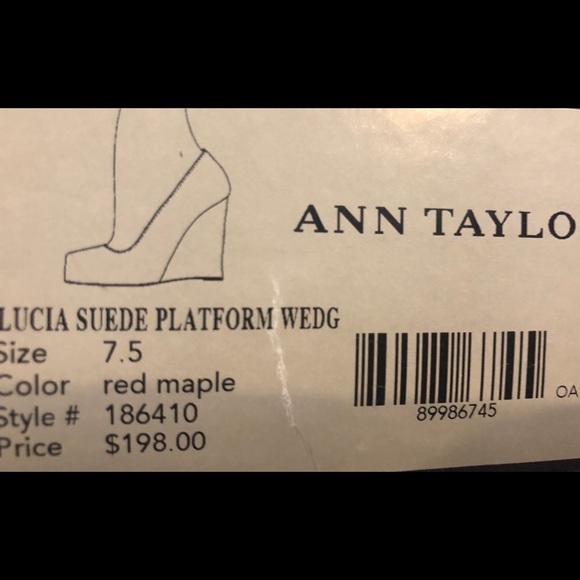 ANN TAYLO
LUCIA SUEDE PLATFORM WEDG
Size 7.5
Color red maple
Style # 186410
Price $198.00
89986745
OA